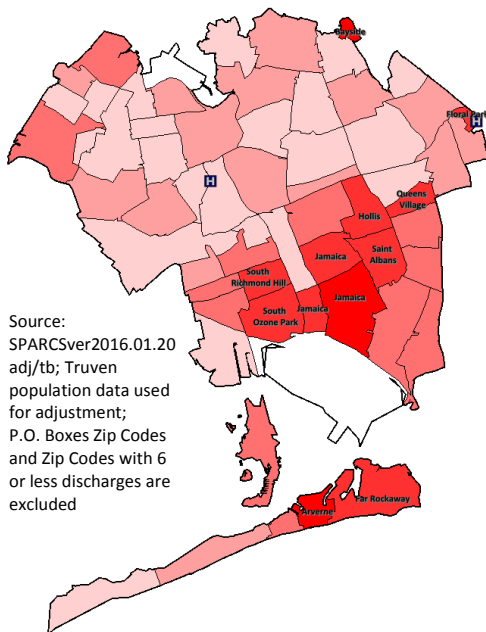 Bayside
Floral Park
H
H
Queens
Village
Hollis
Saint
Albans
Jamaica
South
Richmond Hill
Jamaica
South
Ozone Park
Jamaica
Source:
SPARCSver2016.01.20
adj/tb; Truven
population data used
for adjustment;
P.O. Boxes Zip Codes
and Zip Codes with 6
or less discharges are
excluded
Far Rockaway
Arverne